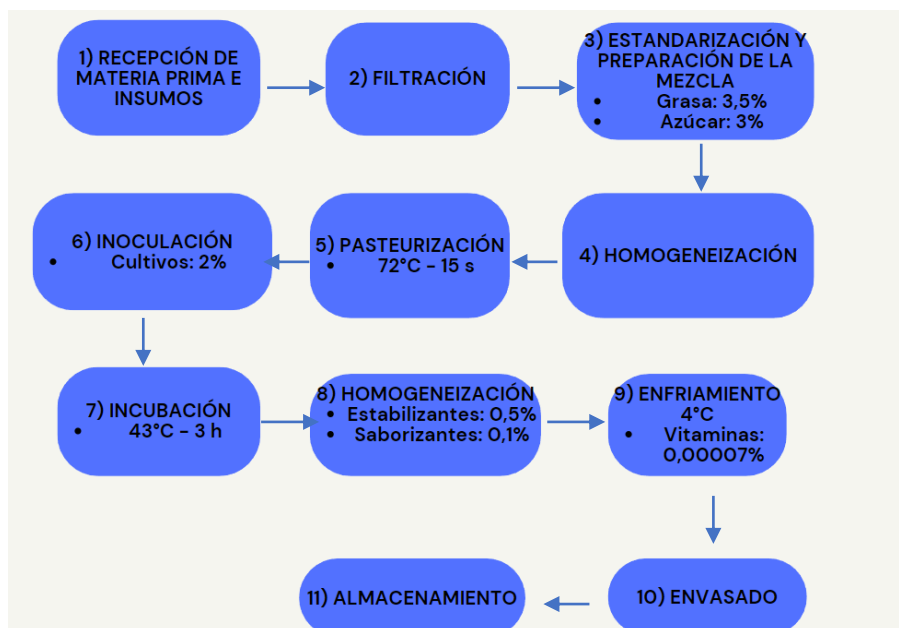 1) RECEPCIÓN DE
MATERIA PRIMA E
INSUMOS
2) FILTRACIÓN
3) ESTANDARIZACIÓN Y
PREPARACIÓN DE LA
MEZCLA
• Grasa: 3,5%
• Azúcar: 3%
4) HOMOGENEIZACIÓN
5) PASTEURIZACIÓN
• 72°C - 15 s
6) INOCULACIÓN
• Cultivos: 2%
7) INCUBACIÓN
• 43°C - 3 h
8) HOMOGENEIZACIÓN
• Estabilizantes: 0,5%
• Saborizantes: 0,1%
9) ENFRIAMIENTO
4°C
• Vitaminas:
0,00007%
10) ENVASADO
11) ALMACENAMIENTO